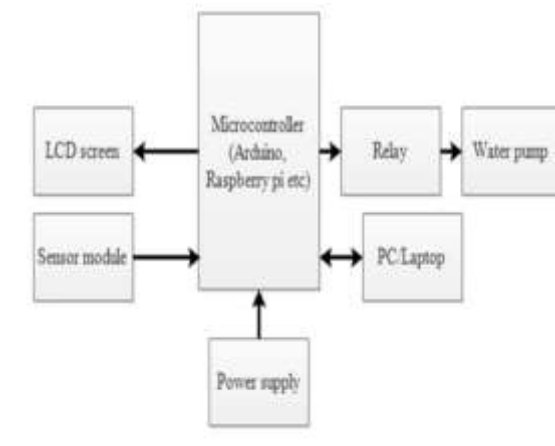 Microcontroller
(Arduino,
Raspberry pi etc)
LCD screen
Relay
Water pump
Sensor module
PC/Laptop
Power supply